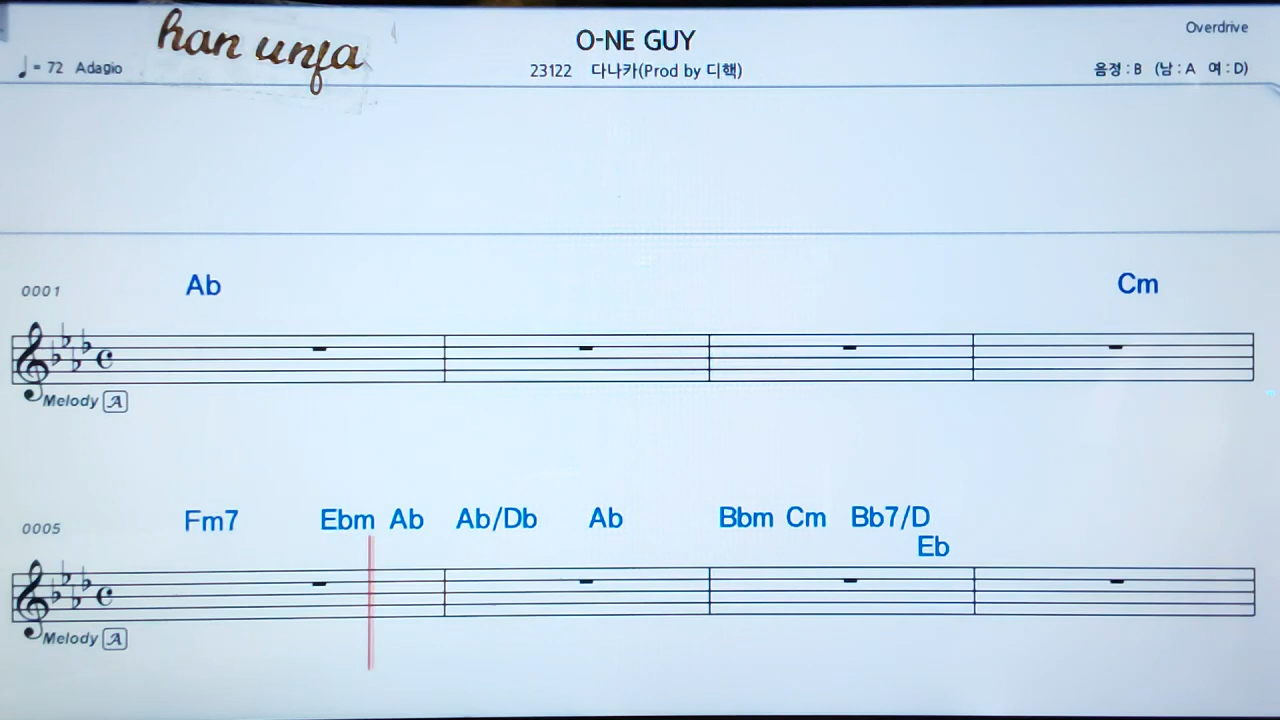 han unfa
O-NE GUY
Overdrive
♩ = 72 Adagio
23122 다나카(Prod by 디핵)
음정 : B (남 : A 여 : D)
0001
Ab
Cm
Melody A
0005
Fm7 Ebm Ab Ab/Db Ab Bbm Cm Bb7/D
Eb
Melody A